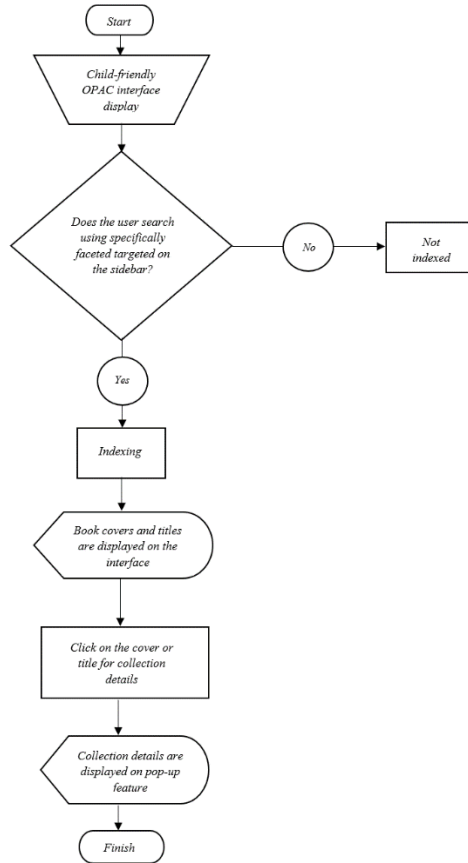 Start
Child-friendly
OPAC interface
display
Does the user search
using specifically
faceted targeted on
the sidebar?
No
Not
indexed
Yes
Indexing
Book covers and titles
are displayed on the
interface
Click on the cover or
title for collection
details
Collection details are
displayed on pop-up
feature
Finish